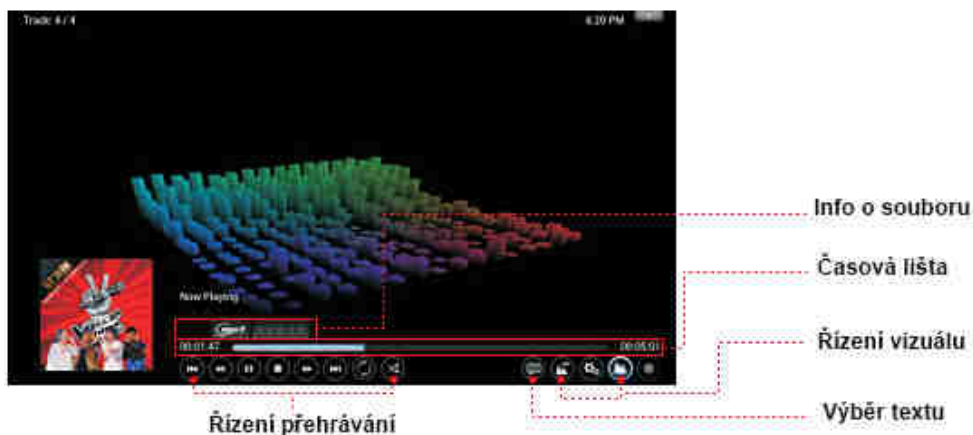 Track 4 / 4
6:20 PM
Now Playing
00:01:47
00:05:01
Info o souboru
Časová lišta
Řízení vizuálu
Výběr textu
Řízení přehrávání